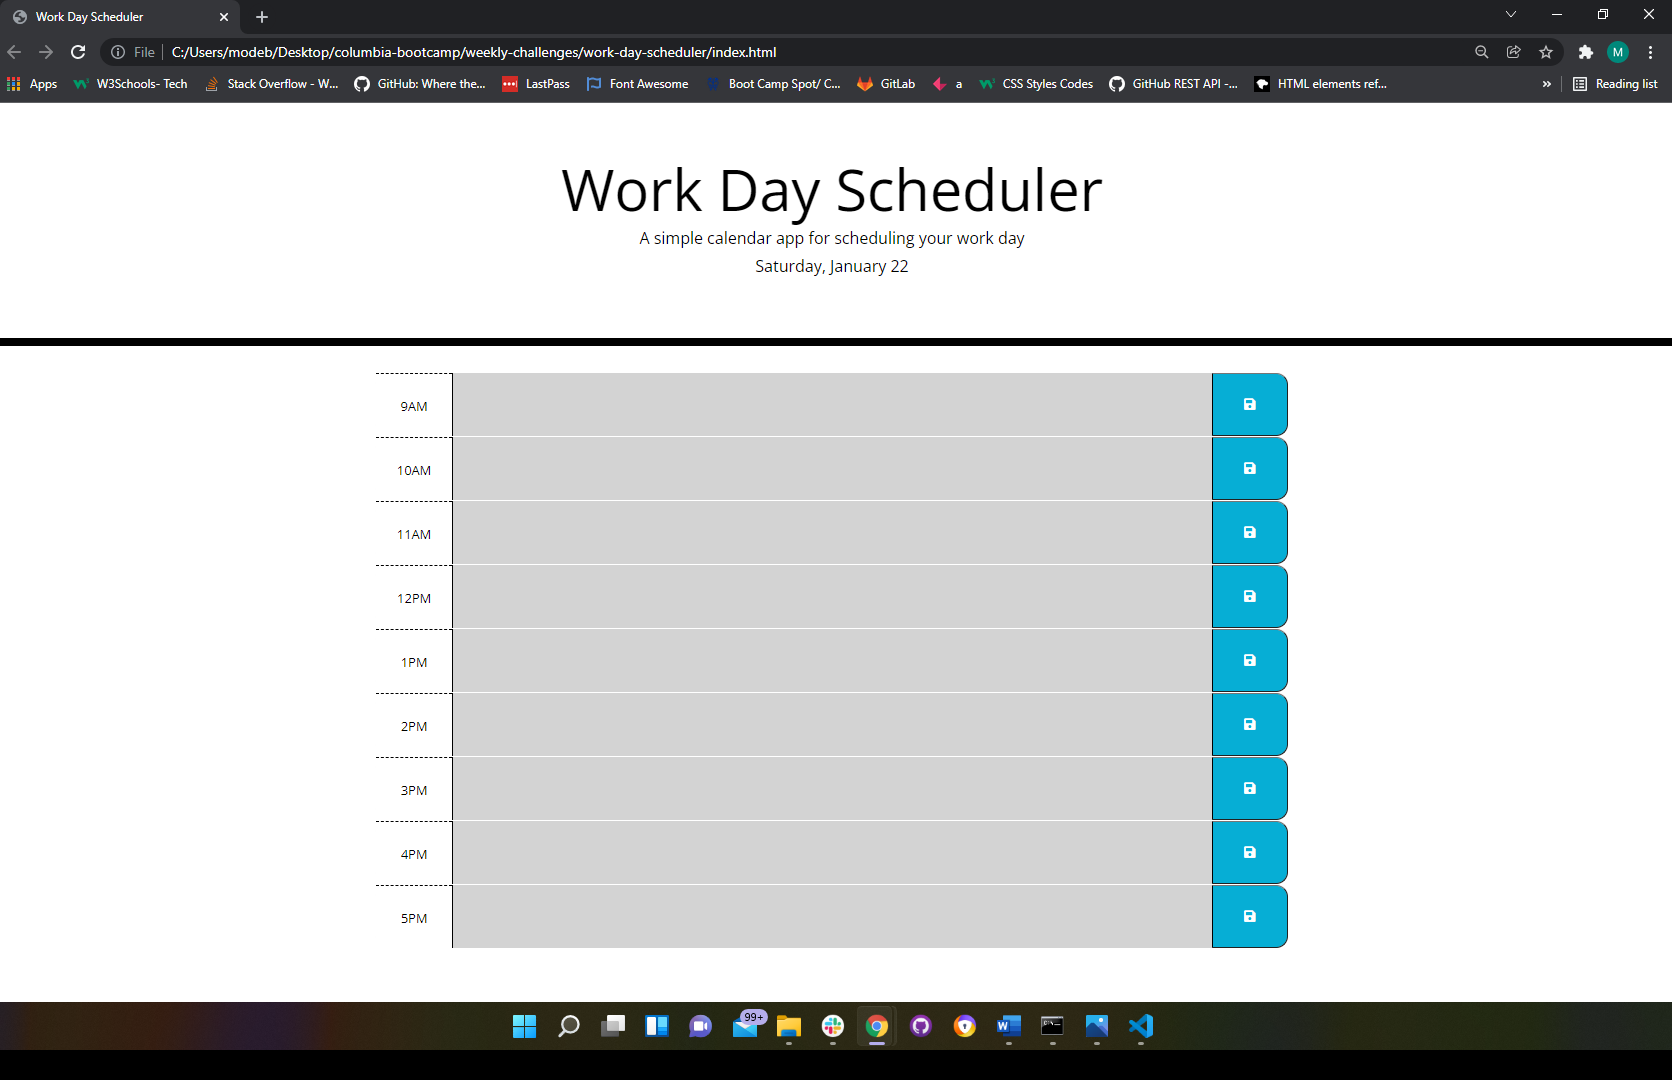 Work Day Scheduler
File
C:/Users/modeb/Desktop/columbia-bootcamp/weekly-challenges/work-day-scheduler/index.html
M
Apps
W3Schools- Tech
Stack Overflow - W...
GitHub: Where the...
LastPass
Font Awesome
Boot Camp Spot/ C...
GitLab
a
CSS Styles Codes
GitHub REST API -...
HTML elements ref...
»
Reading list
Work Day Scheduler
A simple calendar app for scheduling your work day
Saturday, January 22
9AM
10AM
11AM
12PM
1PM
2PM
3PM
4PM
5PM
99+